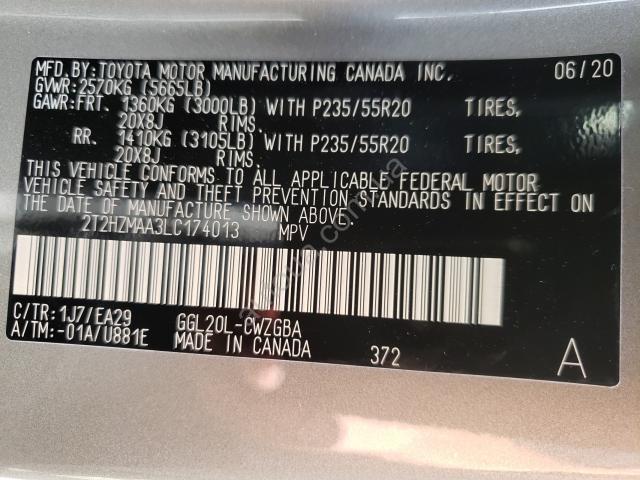 MFD.BY:TOYOTA MOTOR MANUFACTURING CANADA INC. 06/20
GVWR:2570KG (5665LB)
GAWR:FRT. 1360KG (3000LB) WITH P235/55R20 TIRES,
20X8J RIMS.
RR. 1410KG (3105LB) WITH P235/55R20 TIRES,
20X8J RIMS.
THIS VEHICLE CONFORMS TO ALL APPLICABLE FEDERAL MOTOR
VEHICLE SAFETY AND THEFT PREVENTION STANDARDS IN EFFECT ON
THE DATE OF MANUFACTURE SHOWN ABOVE.
2T2HZMAA3LC174013 MPV
C/TR:1J7/EA29 GGL20L-CWZGBA
A/TM:-01A/U881E MADE IN CANADA 372 A